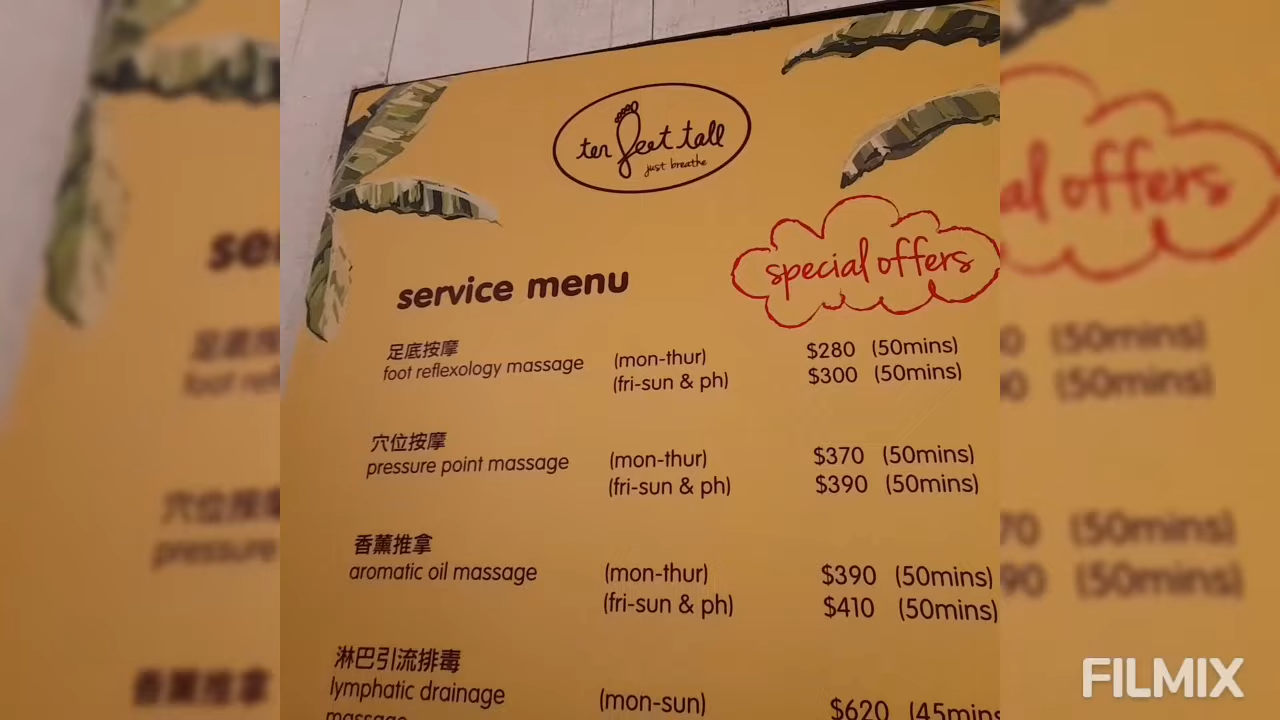 ten feet tall
just breathe
special offers
service menu
足底按摩
foot reflexology massage (mon-thur) $280 (50mins)
(fri-sun & ph) $300 (50mins)
穴位按摩
pressure point massage (mon-thur) $370 (50mins)
(fri-sun & ph) $390 (50mins)
香薰推拿
aromatic oil massage (mon-thur) $390 (50mins)
(fri-sun & ph) $410 (50mins)
淋巴引流排毒
lymphatic drainage (mon-sun) $620 (45mins
massage
FILMIX